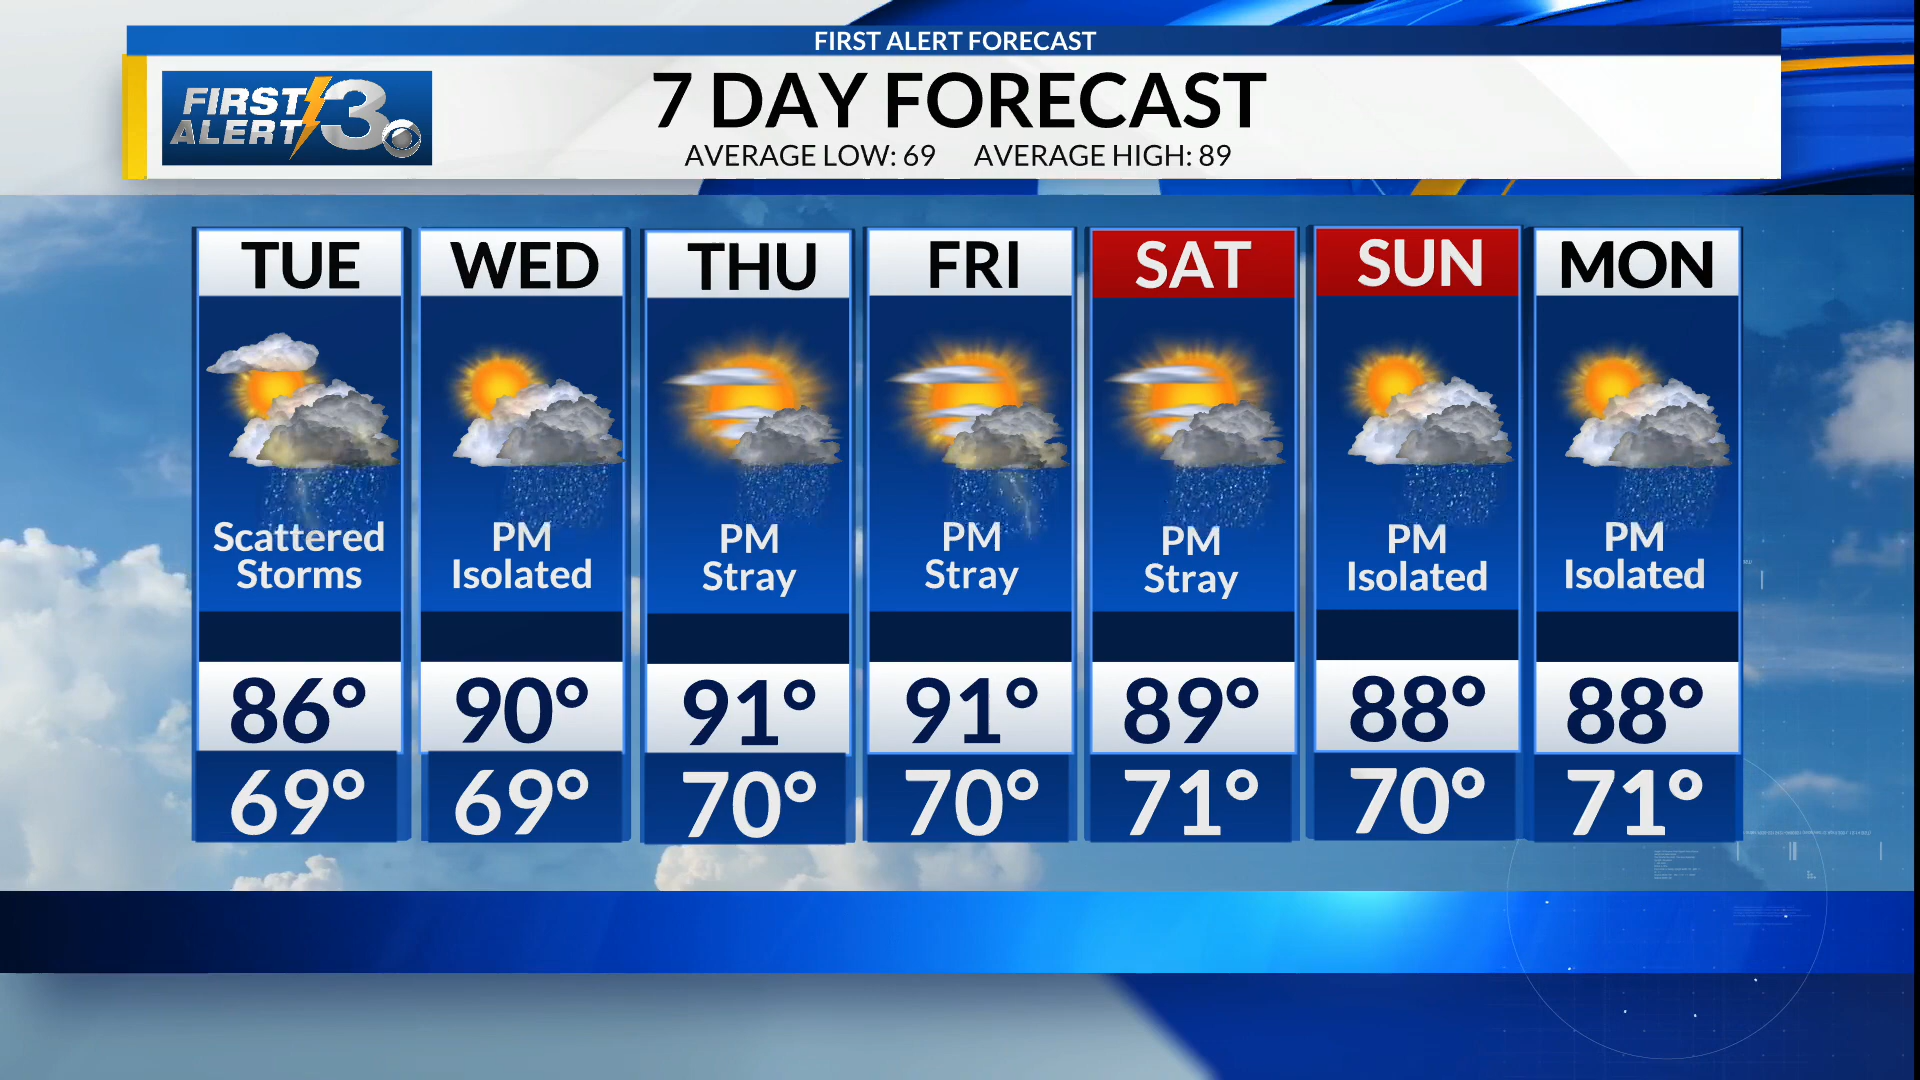 FIRST ALERT FORECAST
FIRST
ALERT
3
7 DAY FORECAST
AVERAGE LOW: 69 AVERAGE HIGH: 89
TUE WED THU FRI SAT SUN MON
Scattered
Storms
PM
Isolated
PM
Stray
PM
Stray
PM
Stray
PM
Isolated
PM
Isolated
86° 90° 91° 91° 89° 88° 88°
69° 69° 70° 70° 71° 70° 71°